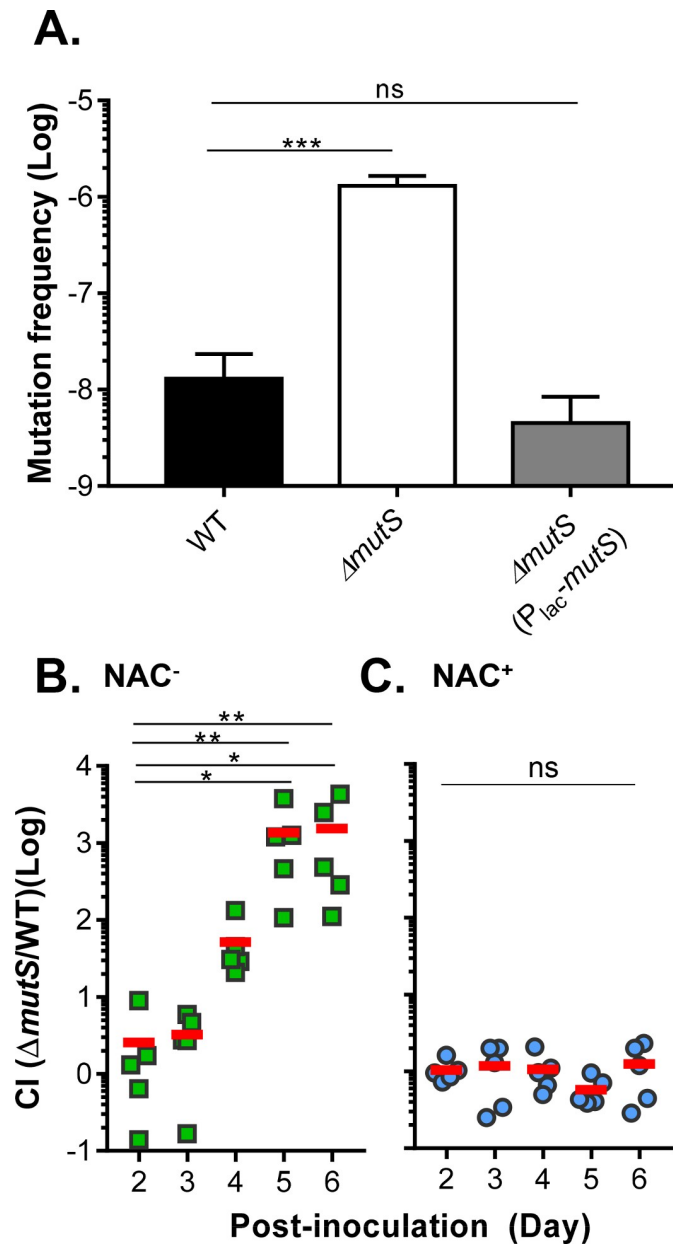 A.
Mutation frequency (Log)
-5
-6
-7
-8
-9
ns
***
WT
ΔmutS
ΔmutS
(Plac-mutS)
B. NAC-
C. NAC+
**
**
*
*
ns
CI (ΔmutS/WT)(Log)
4
3
2
1
0
-1
2 3 4 5 6
2 3 4 5 6
Post-inoculation (Day)